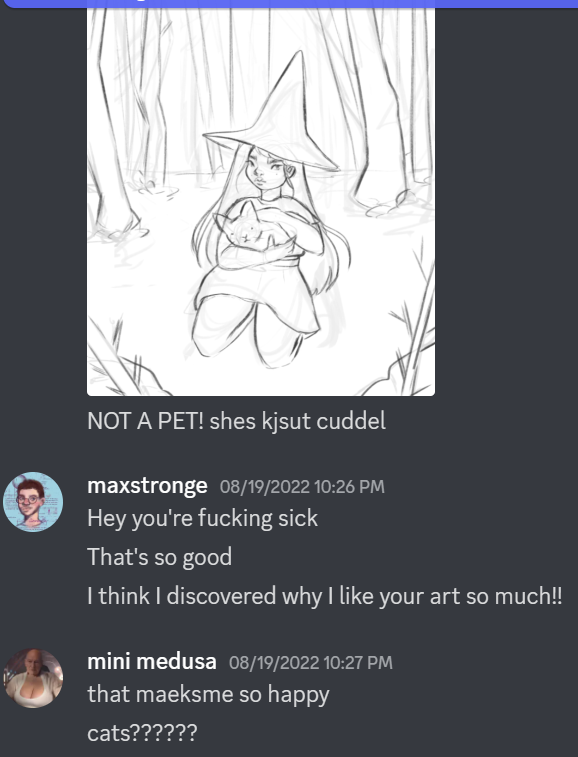 NOT A PET! shes kjsut cuddel
maxstronge 08/19/2022 10:26 PM
Hey you're fucking sick
That's so good
I think I discovered why I like your art so much!!
mini medusa 08/19/2022 10:27 PM
that maeksme so happy
cats??????